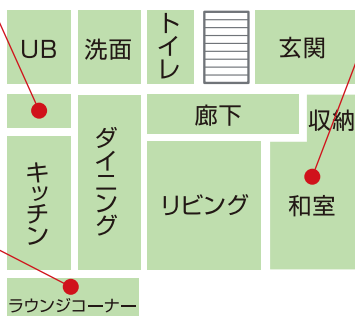 UB
洗面
トイレ
玄関
廊下
収納
キッチン
ダイニング
リビング
和室
ラウンジコーナー